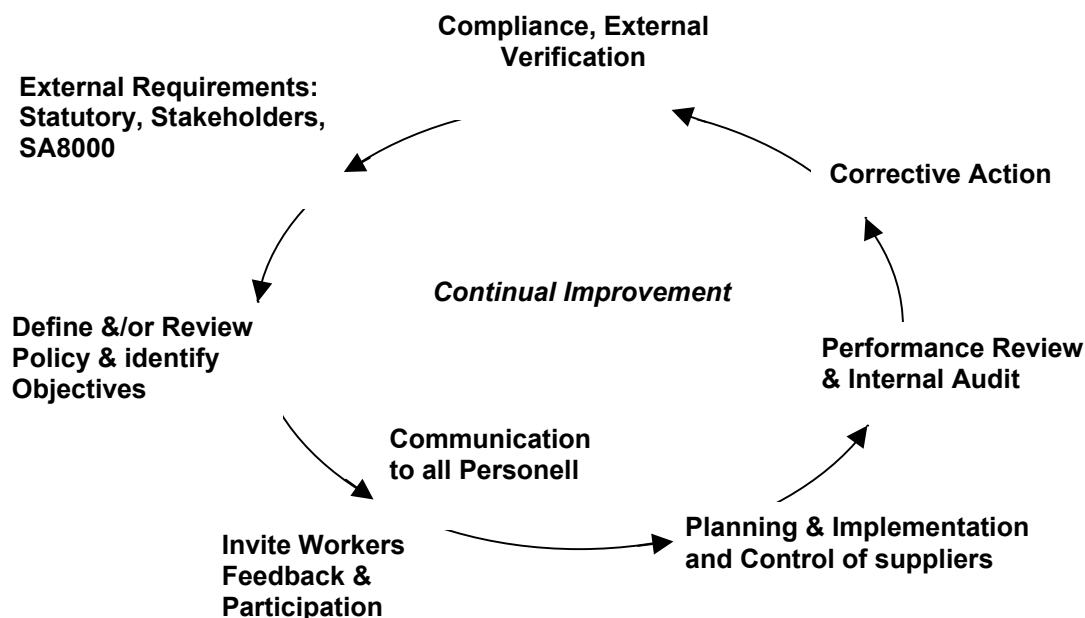 Compliance, External
Verification
External Requirements:
Statutory, Stakeholders,
SA8000
Corrective Action
Continual Improvement
Define &/or Review
Policy & identify
Objectives
Performance Review
& Internal Audit
Communication
to all Personell
Planning & Implementation
and Control of suppliers
Invite Workers
Feedback &
Participation